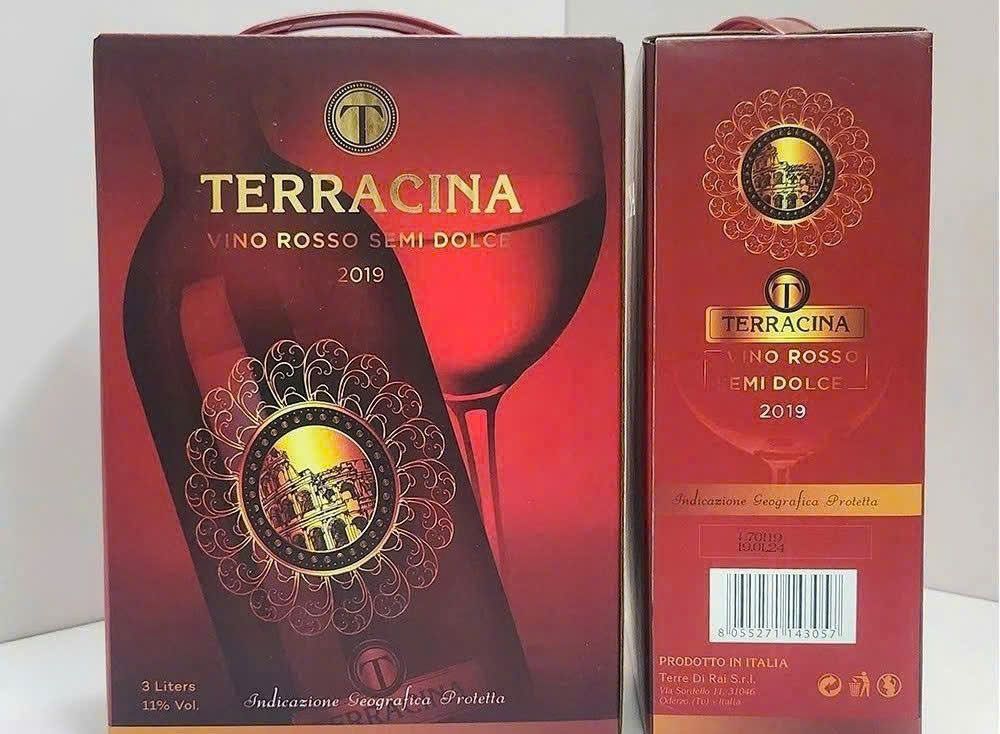 T
TERRACINA
VINO ROSSO SEMI DOLCE
2019
T
TERRACINA
3 Liters
11% Vol.
Indicazione Geografica Protetta
T
TERRACINA
VINO ROSSO
SEMI DOLCE
2019
Indicazione Geografica Protetta
19.01.24
8 055271 143057
PRODOTTO IN ITALIA
Terre Di Rai S.r.l.
Via Sordello 11, 31046
Oderzo (Tv) - Italia